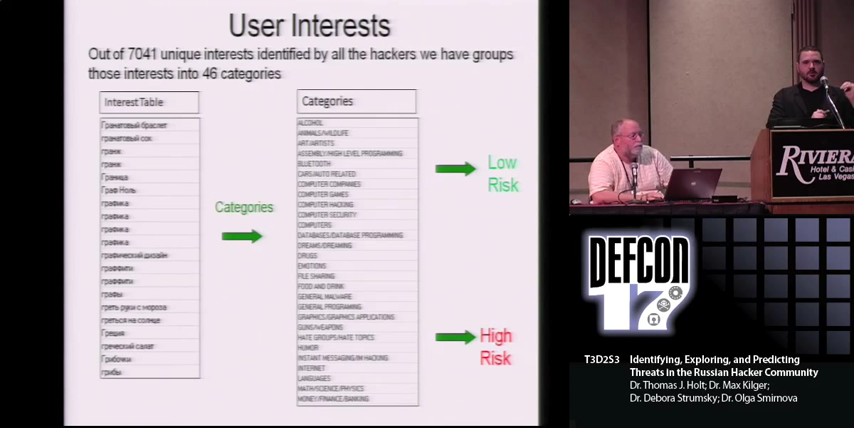 User Interests
Out of 7041 unique interests identified by all the hackers we have groups
those interests into 46 categories
Interest Table
Гранатовый браслет
гранатовый сок
гранж
гранж
Граница
Граф Ноль
графика
графика
графика
графика
графический дизайн
граффити
граффити
графы
греть руки с мороза
греться на солнце
Греция
греческий салат
Грибочки
грибы
Categories
Categories
ALCOHOL
ANIMALS/WILDLIFE
ART/ARTISTS
ASSEMBLY/HIGH LEVEL PROGRAMMING
BLUETOOTH
CARS/AUTO RELATED
COMPUTER COMPANIES
COMPUTER GAMES
COMPUTER HACKING
COMPUTER SECURITY
COMPUTERS
DATABASES/DATABASE PROGRAMMING
DREAMS/DREAMING
DRUGS
EMOTIONS
FILE SHARING
FOOD AND DRINK
GENERAL MALWARE
GENERAL PROGRAMING
GRAPHICS/GRAPHICS APPLICATIONS
GUNS/WEAPONS
HATE GROUPS/HATE TOPICS
HUMOR
INSTANT MESSAGING/IM HACKING
INTERNET
LANGUAGES
MATH/SCIENCE/PHYSICS
MONEY/FINANCE/BANKING
Low
Risk
High
Risk
RIVIERA
Hotel & Cas
Las Vegas
DEFCON
17
T3D2S3 Identifying, Exploring, and Predicting
Threats in the Russian Hacker Community
Dr. Thomas J. Holt; Dr. Max Kilger;
Dr. Debora Strumsky; Dr. Olga Smirnova